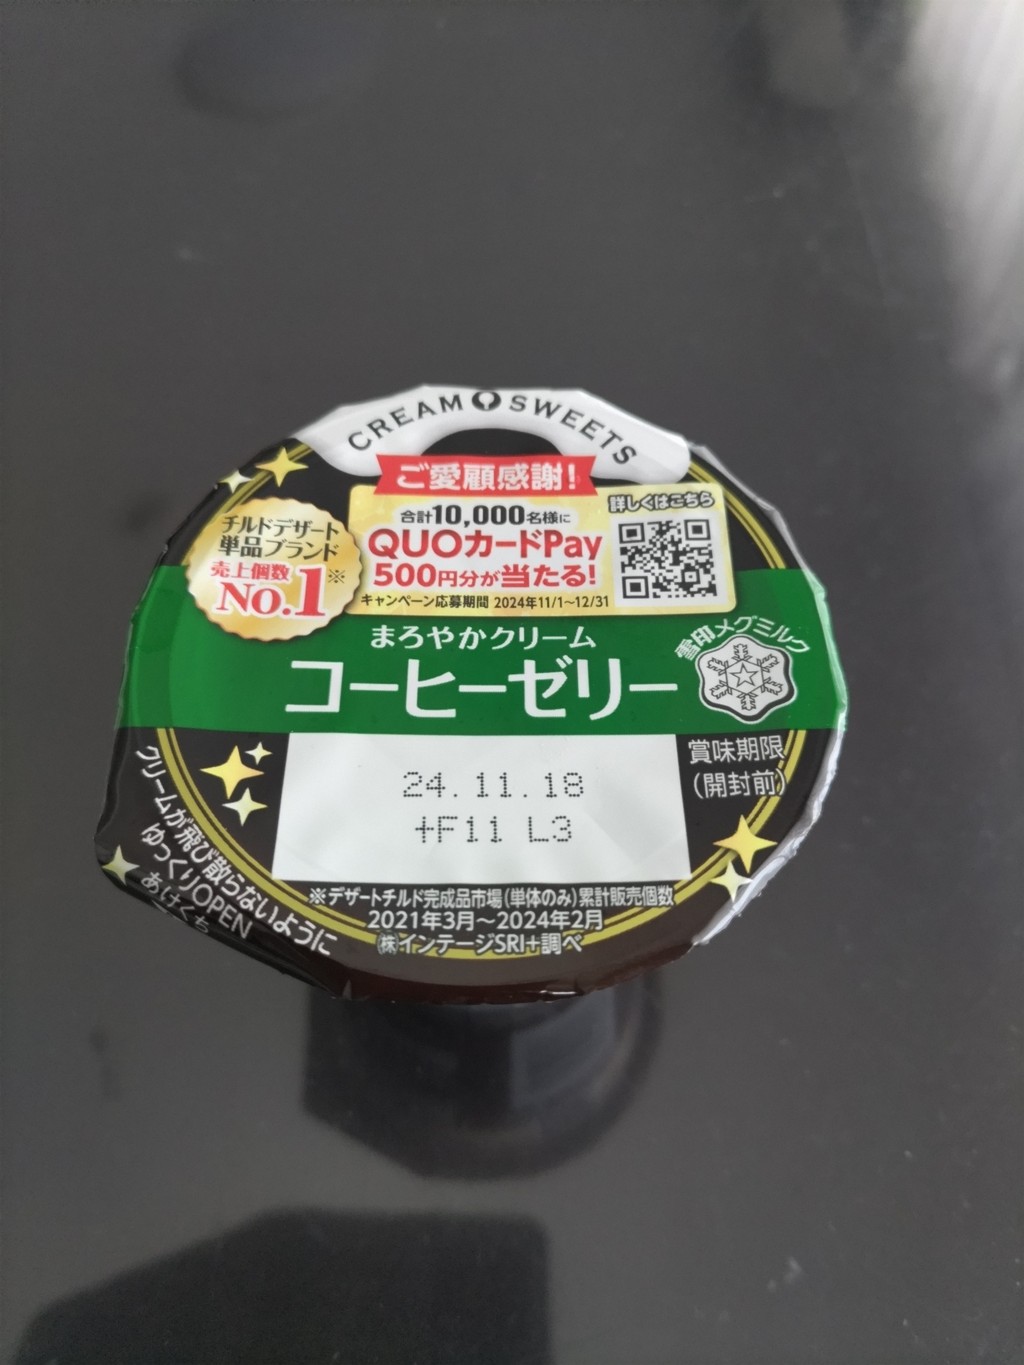 CREAM SWEETS
ご愛顧感謝!
合計10,000名様に
QUOカードPay
500円分が当たる!
キャンペーン応募期間 2024年11/1~12/31
詳しくはこちら
チルドデザート
単品ブランド
売上個数
No.1※
まろやかクリーム
コーヒーゼリー
雪印メグミルク
賞味期限
(開封前)
24.11.18
+F11 L3
クリームが飛び散らないように
ゆっくりOPEN
あけくち
※デザートチルド完成品市場(単体のみ)累計販売個数
2021年3月~2024年2月
㈱インテージSRI+調べ